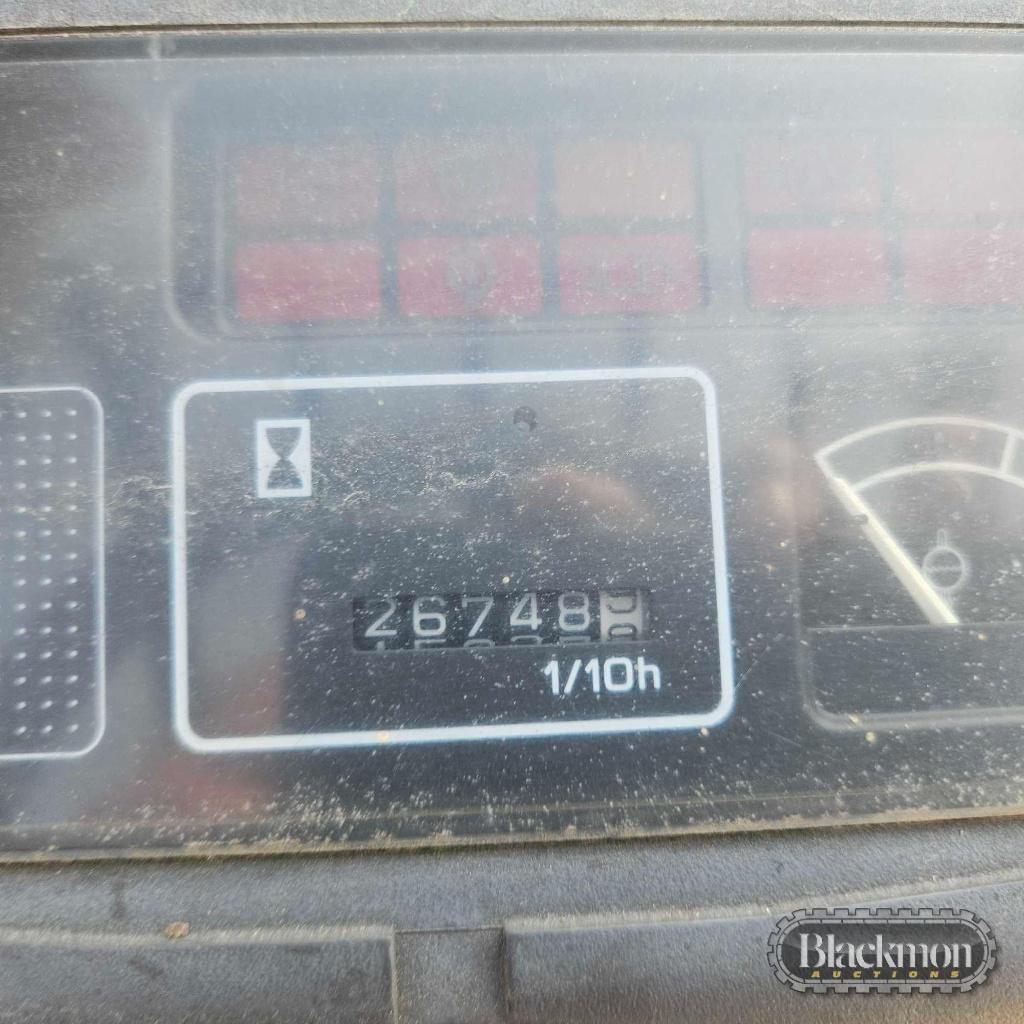 26748
1/10h
Blackmon
AUCTIONS